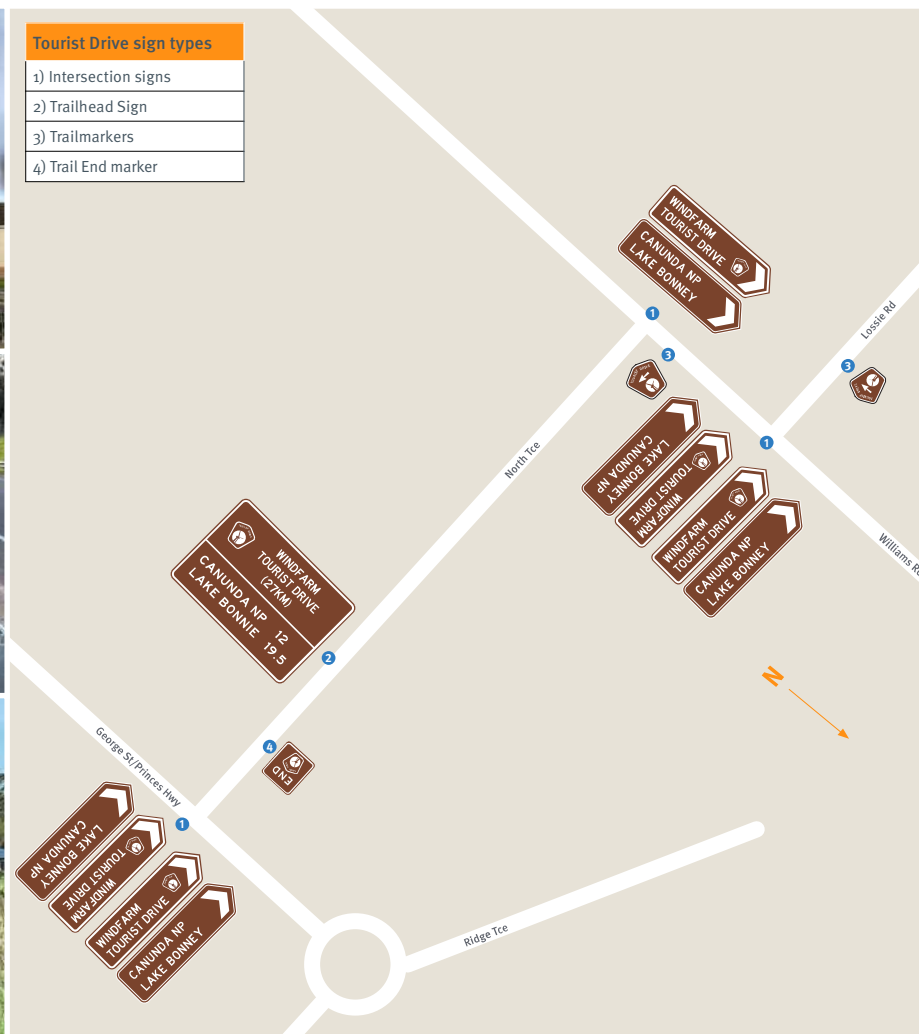 Tourist Drive sign types
1) Intersection signs
2) Trailhead Sign
3) Trailmarkers
4) Trail End marker
WINDFARM
TOURIST DRIVE
CANUNDA NP
LAKE BONNEY
1
3
Lossie Rd
3
LAKE BONNEY
CANUNDA NP
WINDFARM
TOURIST DRIVE
WINDFARM
TOURIST DRIVE
CANUNDA NP
LAKE BONNEY
1
Williams Rd
North Tce
WINDFARM
TOURIST DRIVE
(27KM)
CANUNDA NP 12
LAKE BONNIE 19.5
2
N
4
END
George St/Princes Hwy
1
LAKE BONNEY
CANUNDA NP
WINDFARM
TOURIST DRIVE
WINDFARM
TOURIST DRIVE
CANUNDA NP
LAKE BONNEY
Ridge Tce